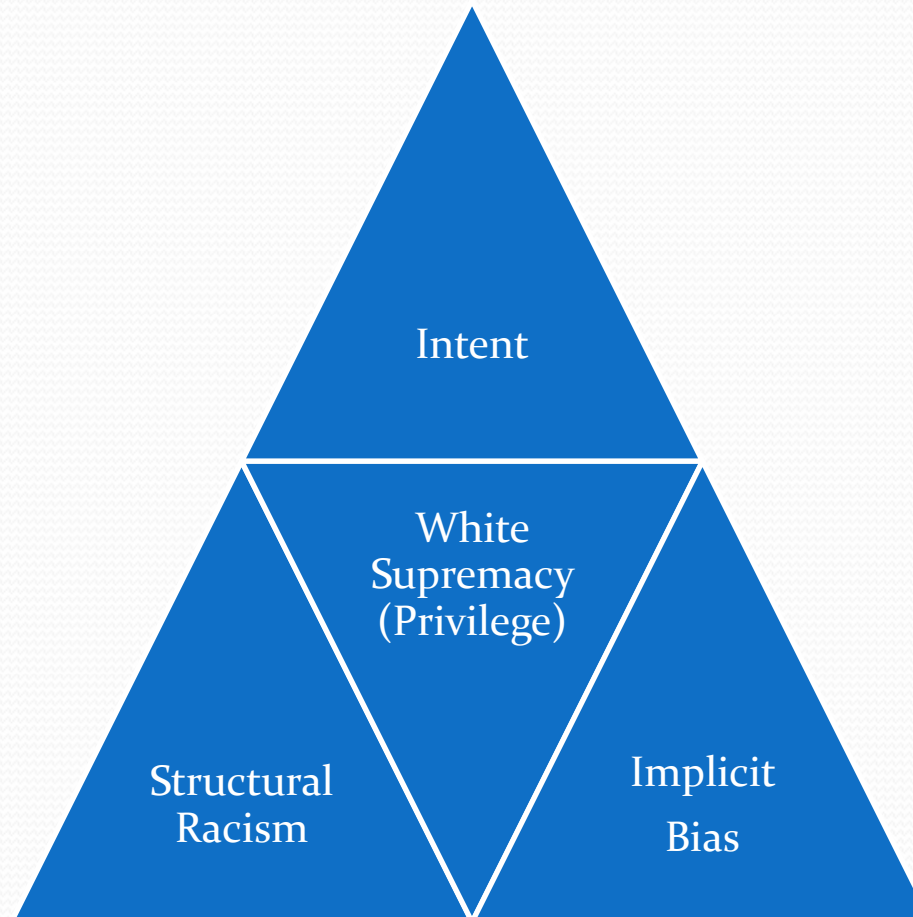 Intent
White
Supremacy
(Privilege)
Structural
Racism
Implicit
Bias